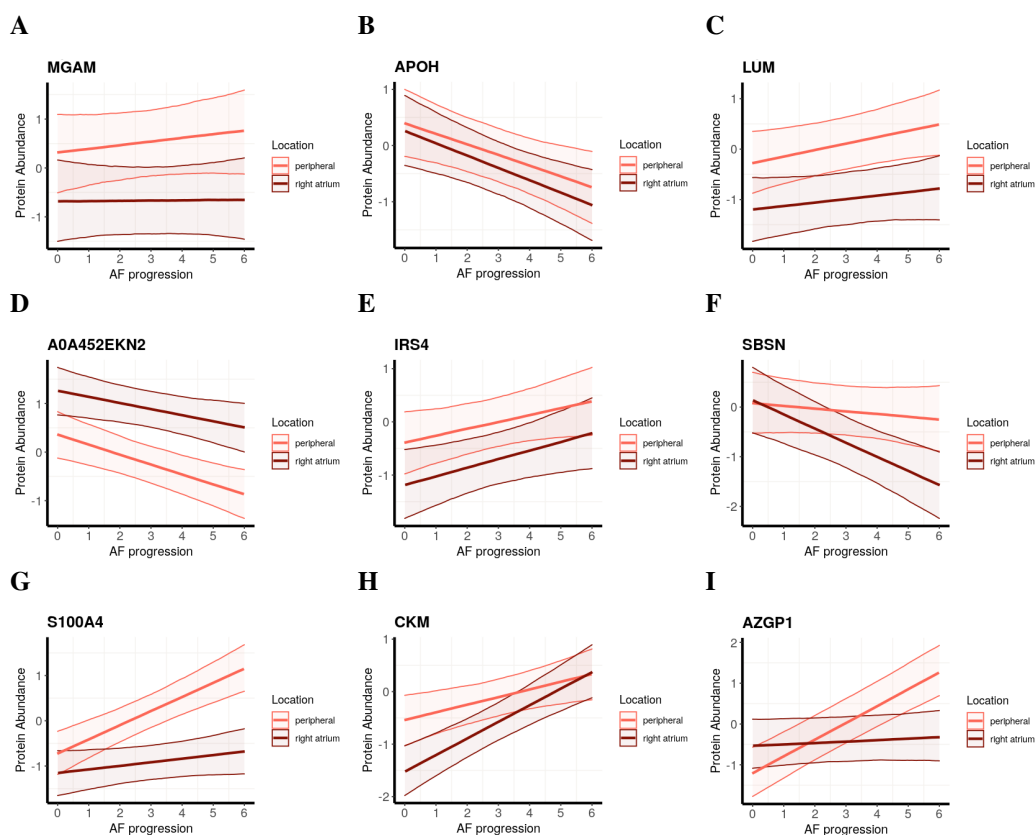 A
MGAM
Protein Abundance
1
0
-1
0 1 2 3 4 5 6
AF progression
Location
peripheral
right atrium
B
APOH
Protein Abundance
1
0
-1
0 1 2 3 4 5 6
AF progression
Location
peripheral
right atrium
C
LUM
Protein Abundance
1
0
-1
0 1 2 3 4 5 6
AF progression
Location
peripheral
right atrium
D
A0A452EKN2
Protein Abundance
1
0
-1
0 1 2 3 4 5 6
AF progression
Location
peripheral
right atrium
E
IRS4
Protein Abundance
1
0
-1
0 1 2 3 4 5 6
AF progression
Location
peripheral
right atrium
F
SBSN
Protein Abundance
0
-1
-2
0 1 2 3 4 5 6
AF progression
Location
peripheral
right atrium
G
S100A4
Protein Abundance
1
0
-1
0 1 2 3 4 5 6
AF progression
Location
peripheral
right atrium
H
CKM
Protein Abundance
1
0
-1
-2
0 1 2 3 4 5 6
AF progression
Location
peripheral
right atrium
I
AZGP1
Protein Abundance
2
1
0
-1
0 1 2 3 4 5 6
AF progression
Location
peripheral
right atrium